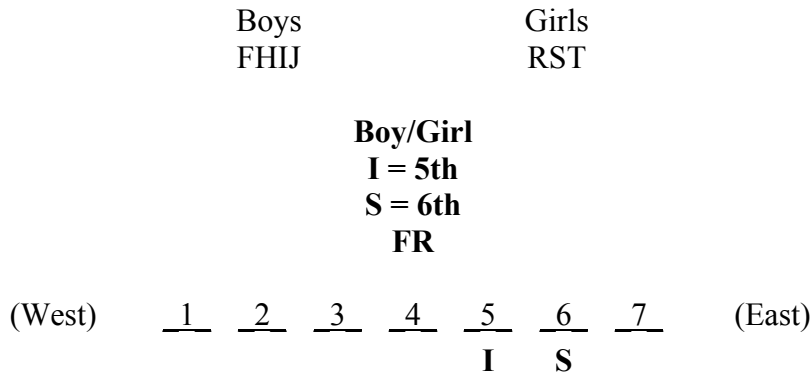 Boys Girls
FHIJ RST
Boy/Girl
I = 5th
S = 6th
FR
(West) 1 2 3 4 5 6 7 (East)
I S